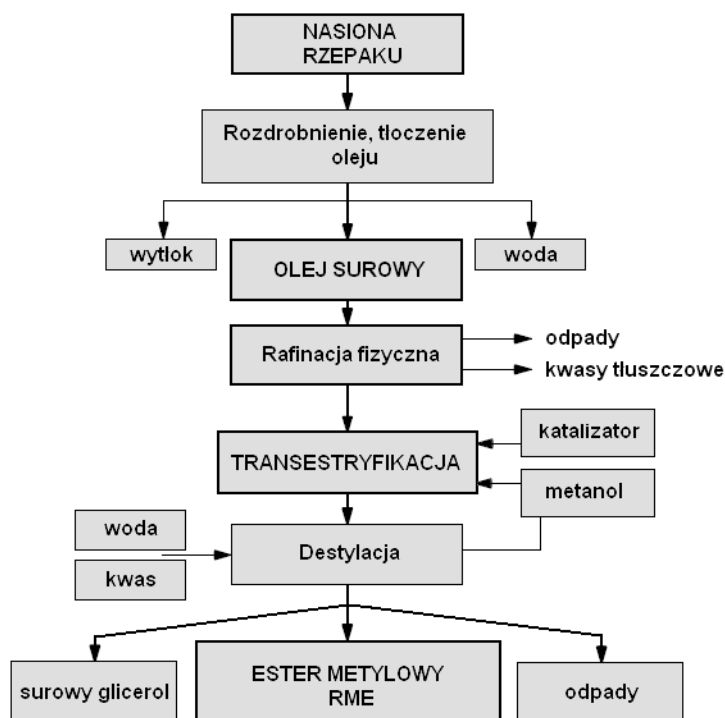 NASIONA
RZEPAKU
Rozdrobnienie, tłoczenie
oleju
wytlok
OLEJ SUROWY
woda
Rafinacja fizyczna
odpady
kwasy tłuszczowe
TRANSESTRYFIKACJA
katalizator
metanol
woda
kwas
Destylacja
surowy glicerol
ESTER METYLOWY
RME
odpady